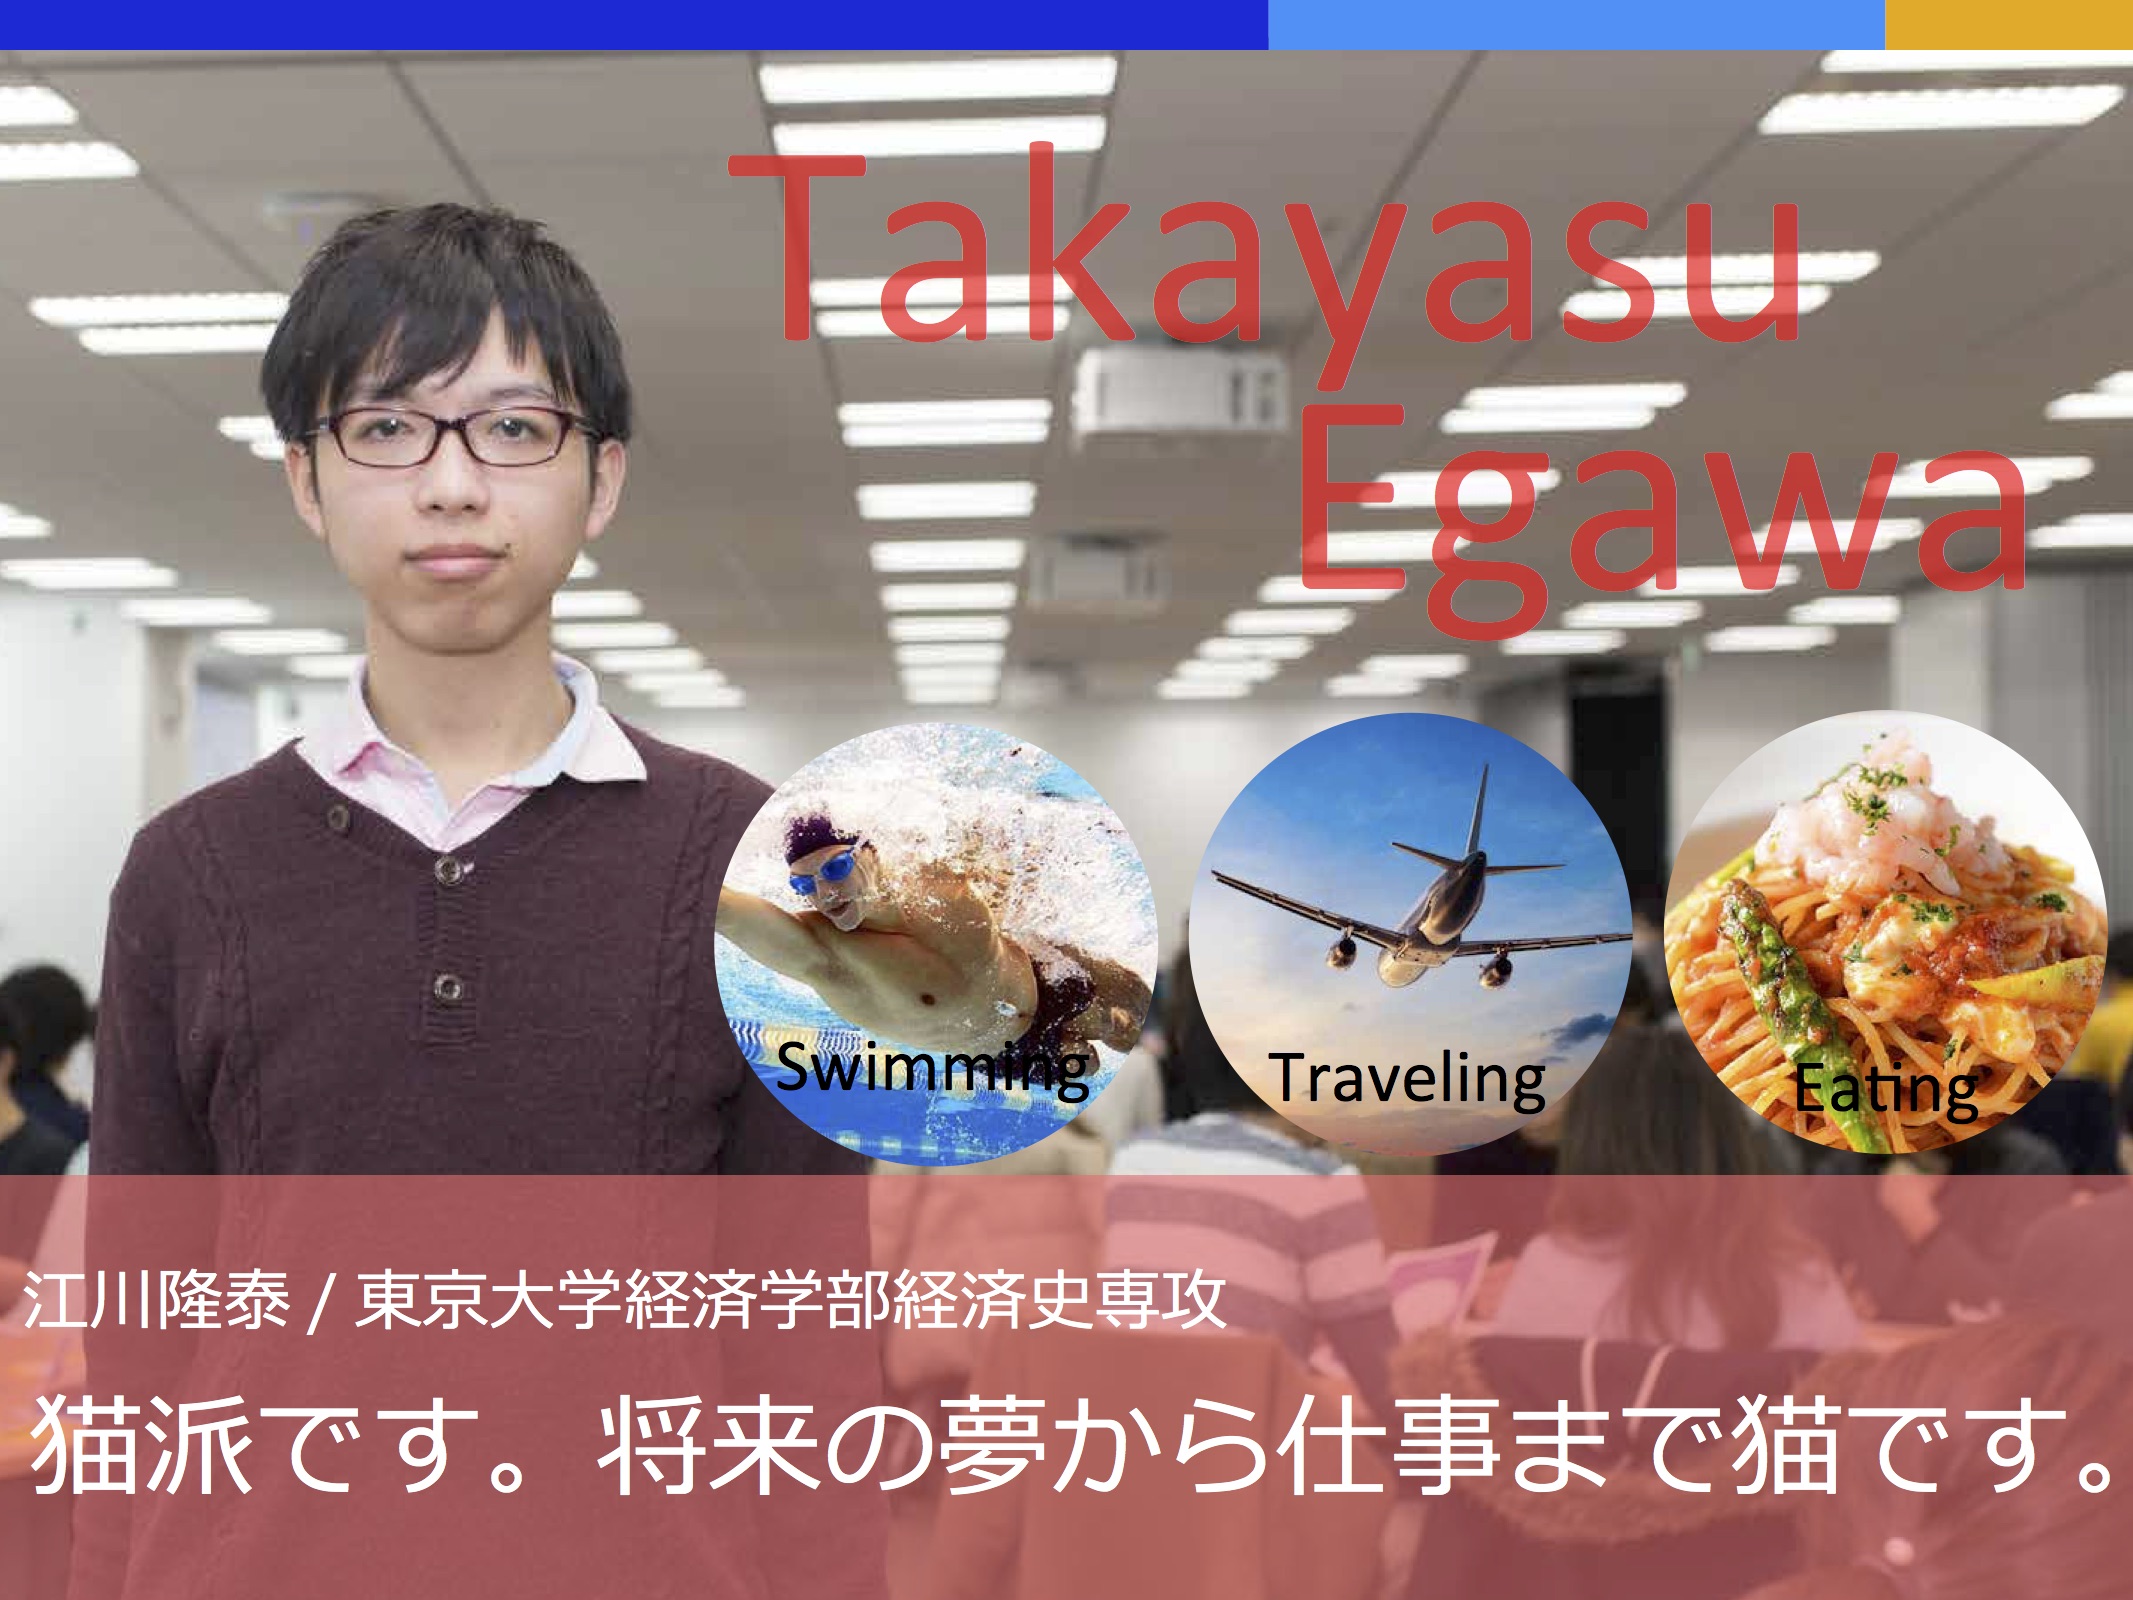 Takayasu
Egawa
Swimming
Traveling
Eating
江川隆泰 / 東京大学経済学部経済史専攻
猫派です。将来の夢から仕事まで猫です。